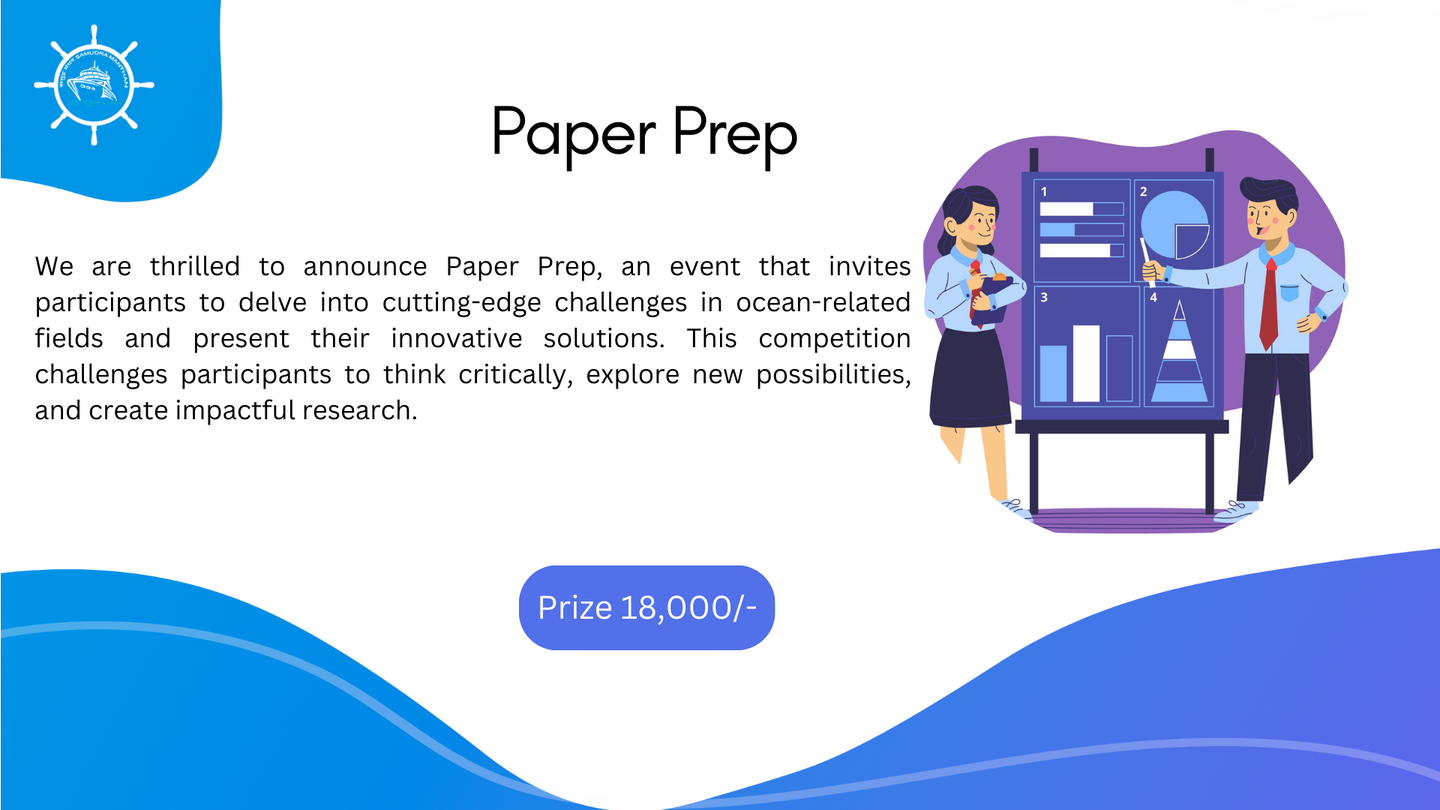 SAMUDRA MANTHAN
Paper Prep
We are thrilled to announce Paper Prep, an event that invites
participants to delve into cutting-edge challenges in ocean-related
fields and present their innovative solutions. This competition
challenges participants to think critically, explore new possibilities,
and create impactful research.
1
2
3
4
Prize 18,000/-